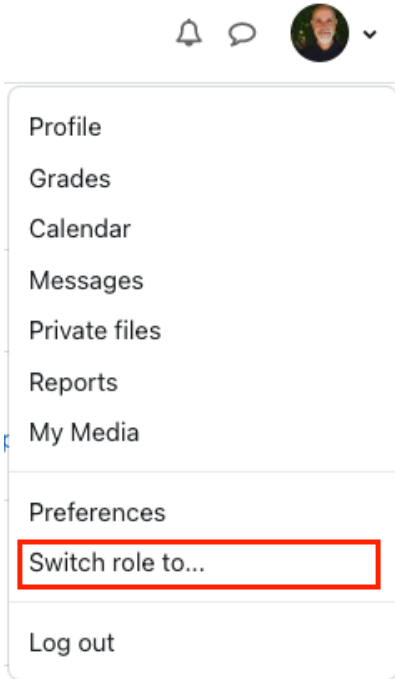 Profile
Grades
Calendar
Messages
Private files
Reports
My Media
Preferences
Switch role to...
Log out